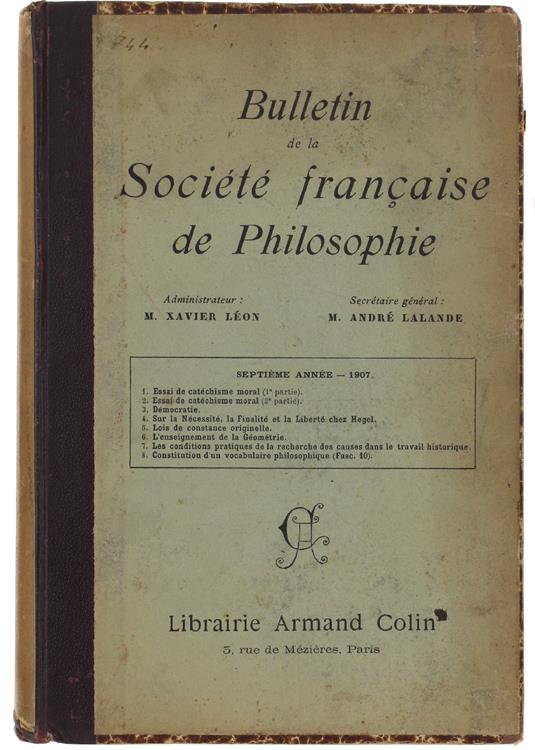 744
Bulletin
de la
Société française
de Philosophie
Administrateur :
M. XAVIER LÉON
Secrétaire général :
M. ANDRÉ LALANDE
SEPTIÈME ANNÉE — 1907.
1. Essai de catéchisme moral (1e partie).
2. Essai de catéchisme moral (2e partie).
3. Démocratie.
4. Sur la Nécessité, la Finalité et la Liberté chez Hegel.
5. Lois de constance originelle.
6. L'enseignement de la Géométrie.
7. Les conditions pratiques de la recherche des causes dans le travail historique.
8. Constitution d'un vocabulaire philosophique (Fasc. 10).
Librairie Armand Colin
5, rue de Mézières, Paris